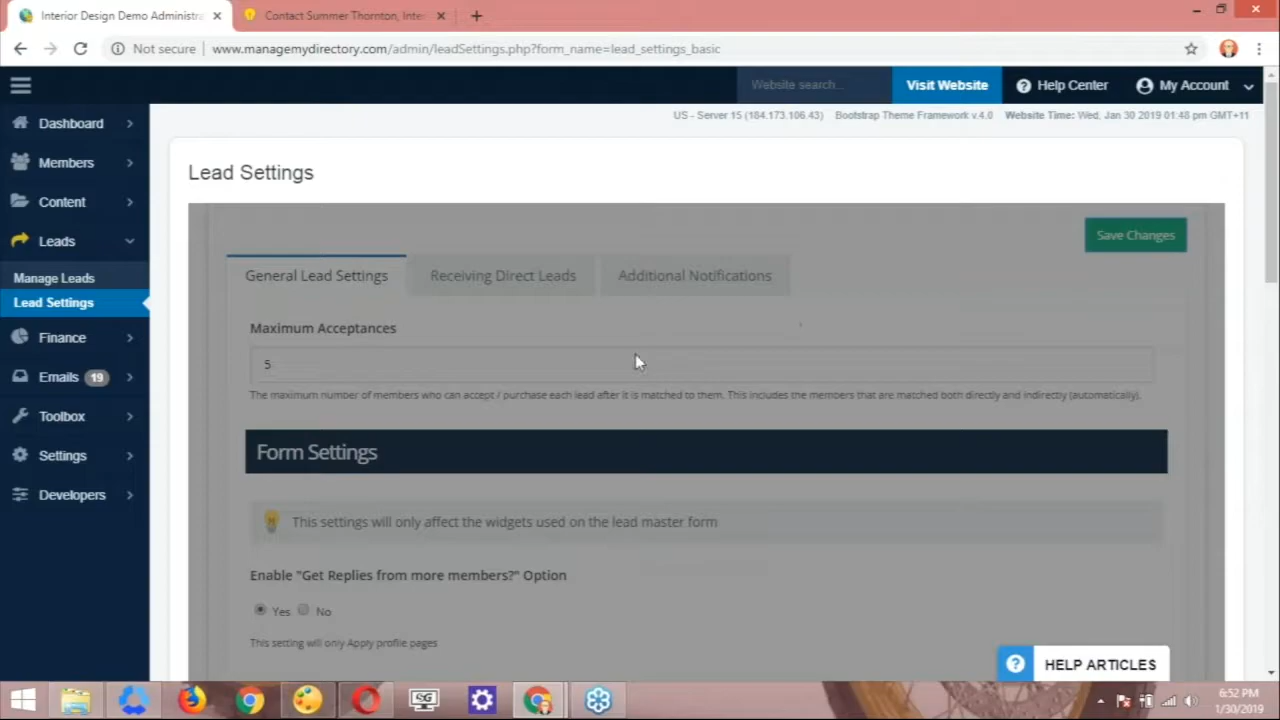 Interior Design Demo Administra
Contact Summer Thornton, Inte
Not secure
www.managemydirectory.com/admin/leadSettings.php?form_name=lead_settings_basic
Website search...
Visit Website
Help Center
My Account
US - Server 15 (184.173.106.43) Bootstrap Theme Framework v.4.0 Website Time: Wed, Jan 30 2019 01:48 pm GMT+11
Dashboard
Members
Content
Leads
Manage Leads
Lead Settings
Finance
Emails 19
Toolbox
Settings
Developers
Lead Settings
Save Changes
General Lead Settings
Receiving Direct Leads
Additional Notifications
Maximum Acceptances
5
The maximum number of members who can accept / purchase each lead after it is matched to them. This includes the members that are matched both directly and indirectly (automatically).
Form Settings
This settings will only affect the widgets used on the lead master form
Enable "Get Replies from more members?" Option
Yes No
This setting will only Apply profile pages
? HELP ARTICLES
SG
6:52 PM
1/30/2019